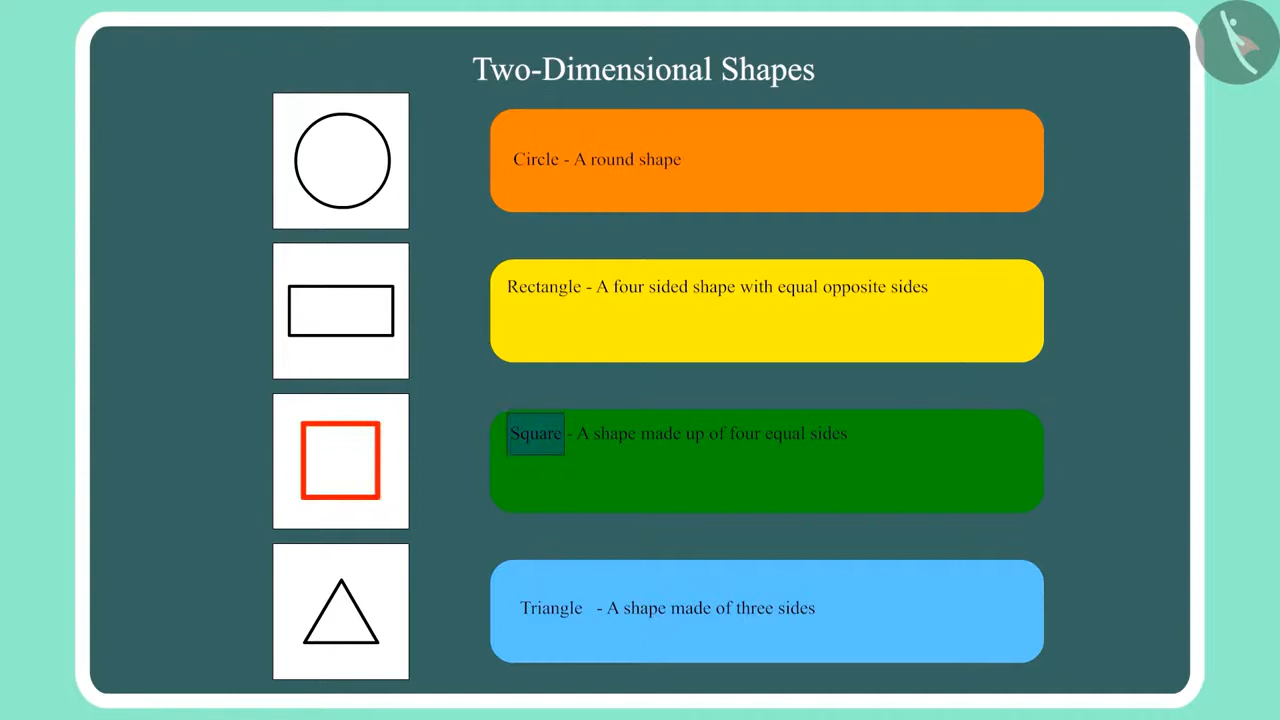 Two-Dimensional Shapes
Circle - A round shape
Rectangle - A four sided shape with equal opposite sides
Square - A shape made up of four equal sides
Triangle - A shape made of three sides